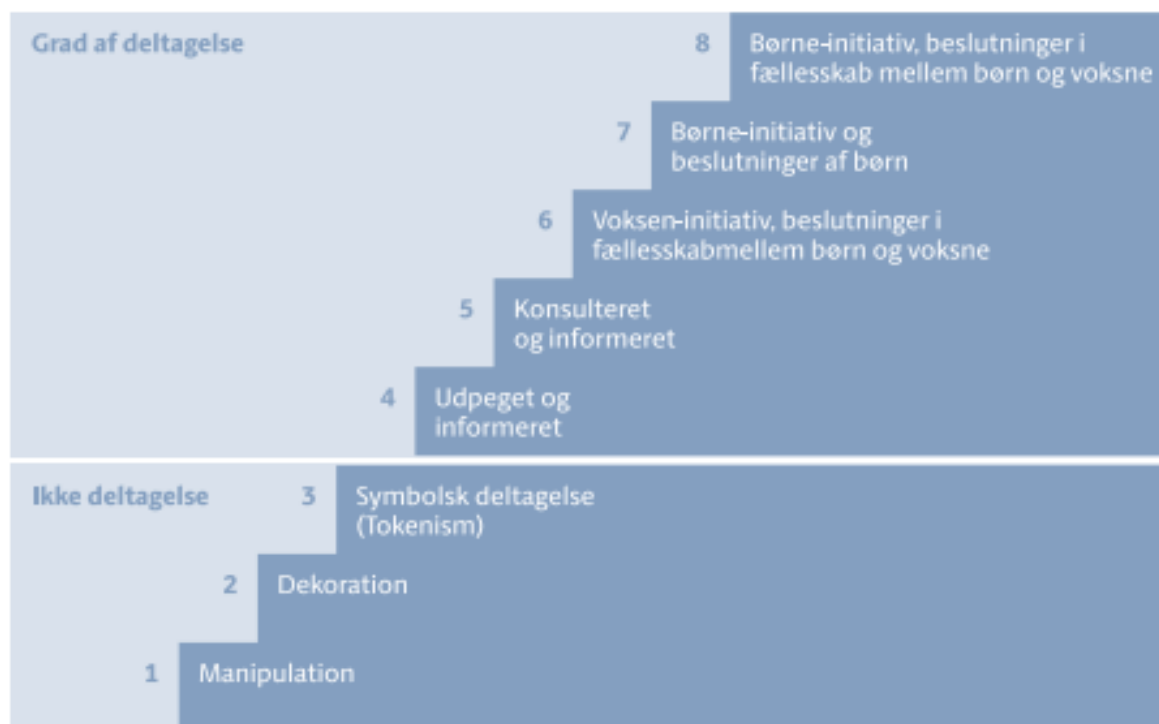 Grad af deltagelse
8
Børne-initiativ, beslutninger i
fællesskab mellem børn og voksne
7
Børne-initiativ og
beslutninger af børn
6
Voksen-initiativ, beslutninger i
fællesskabmellem børn og voksne
5
Konsulteret
og informeret
4
Udpeget og
informeret
Ikke deltagelse
3
Symbolsk deltagelse
(Tokenism)
2
Dekoration
1
Manipulation